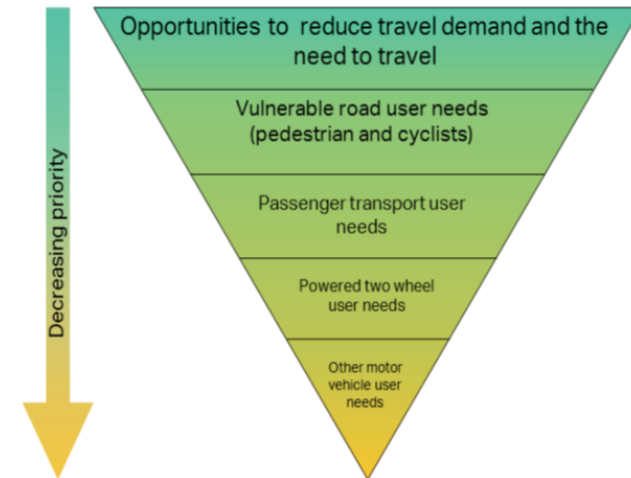 Opportunities to reduce travel demand and the
need to travel
Vulnerable road user needs
(pedestrian and cyclists)
Passenger transport user
needs
Powered two wheel
user needs
Other motor
vehicle user
needs
Decreasing priority